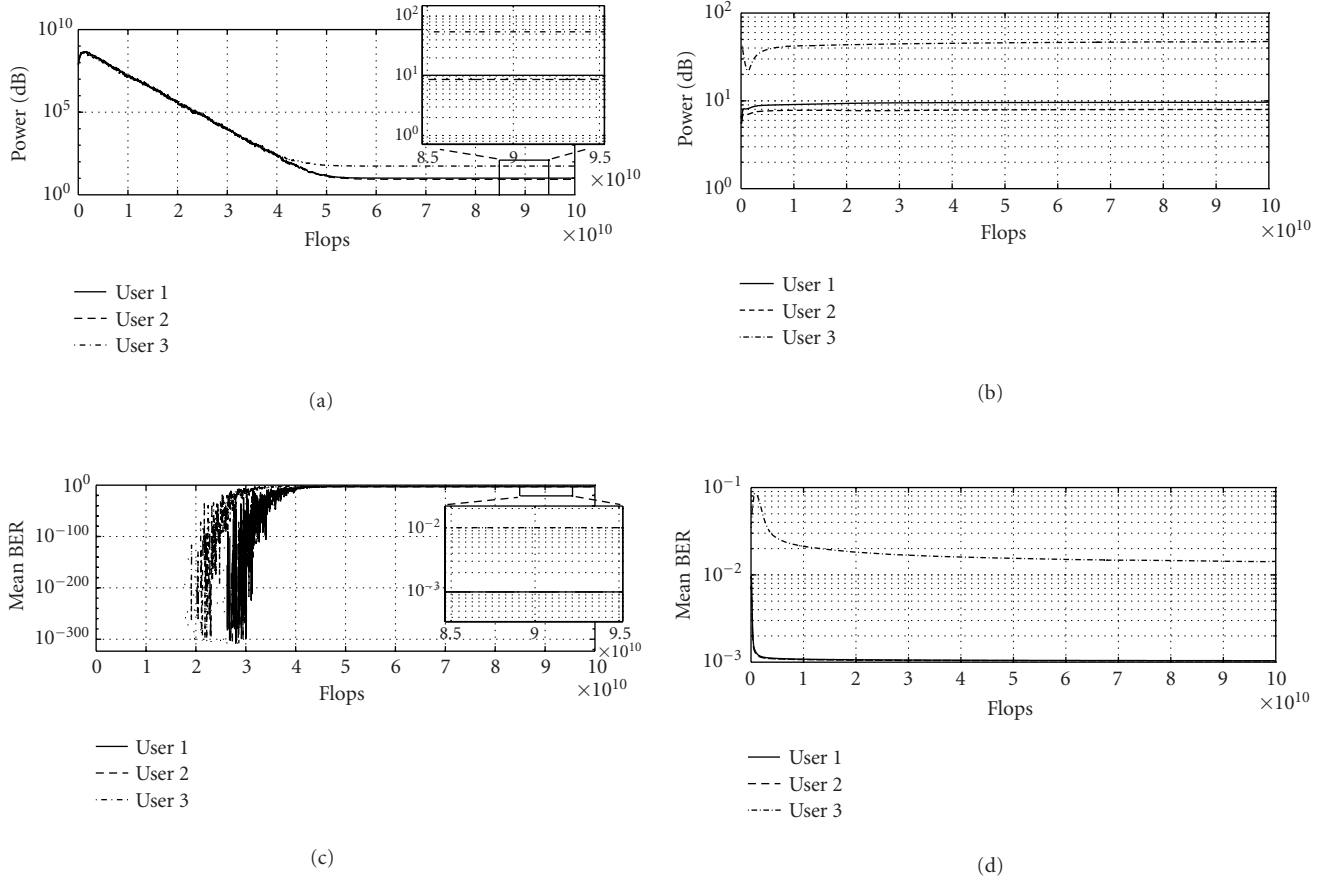 Power (dB)
10^10
10^5
10^0
0 1 2 3 4 5 6 7 8 9 10
×10^10
Flops
10^2
10^1
10^0
8.5 9 9.5
×10^10
User 1
User 2
User 3
(a)
Power (dB)
10^2
10^1
10^0
0 1 2 3 4 5 6 7 8 9 10
×10^10
Flops
User 1
User 2
User 3
(b)
Mean BER
10^0
10^−100
10^−200
10^−300
0 1 2 3 4 5 6 7 8 9 10
×10^10
Flops
10^−2
10^−3
8.5 9 9.5
×10^10
User 1
User 2
User 3
(c)
Mean BER
10^−1
10^−2
10^−3
0 1 2 3 4 5 6 7 8 9 10
×10^10
Flops
User 1
User 2
User 3
(d)